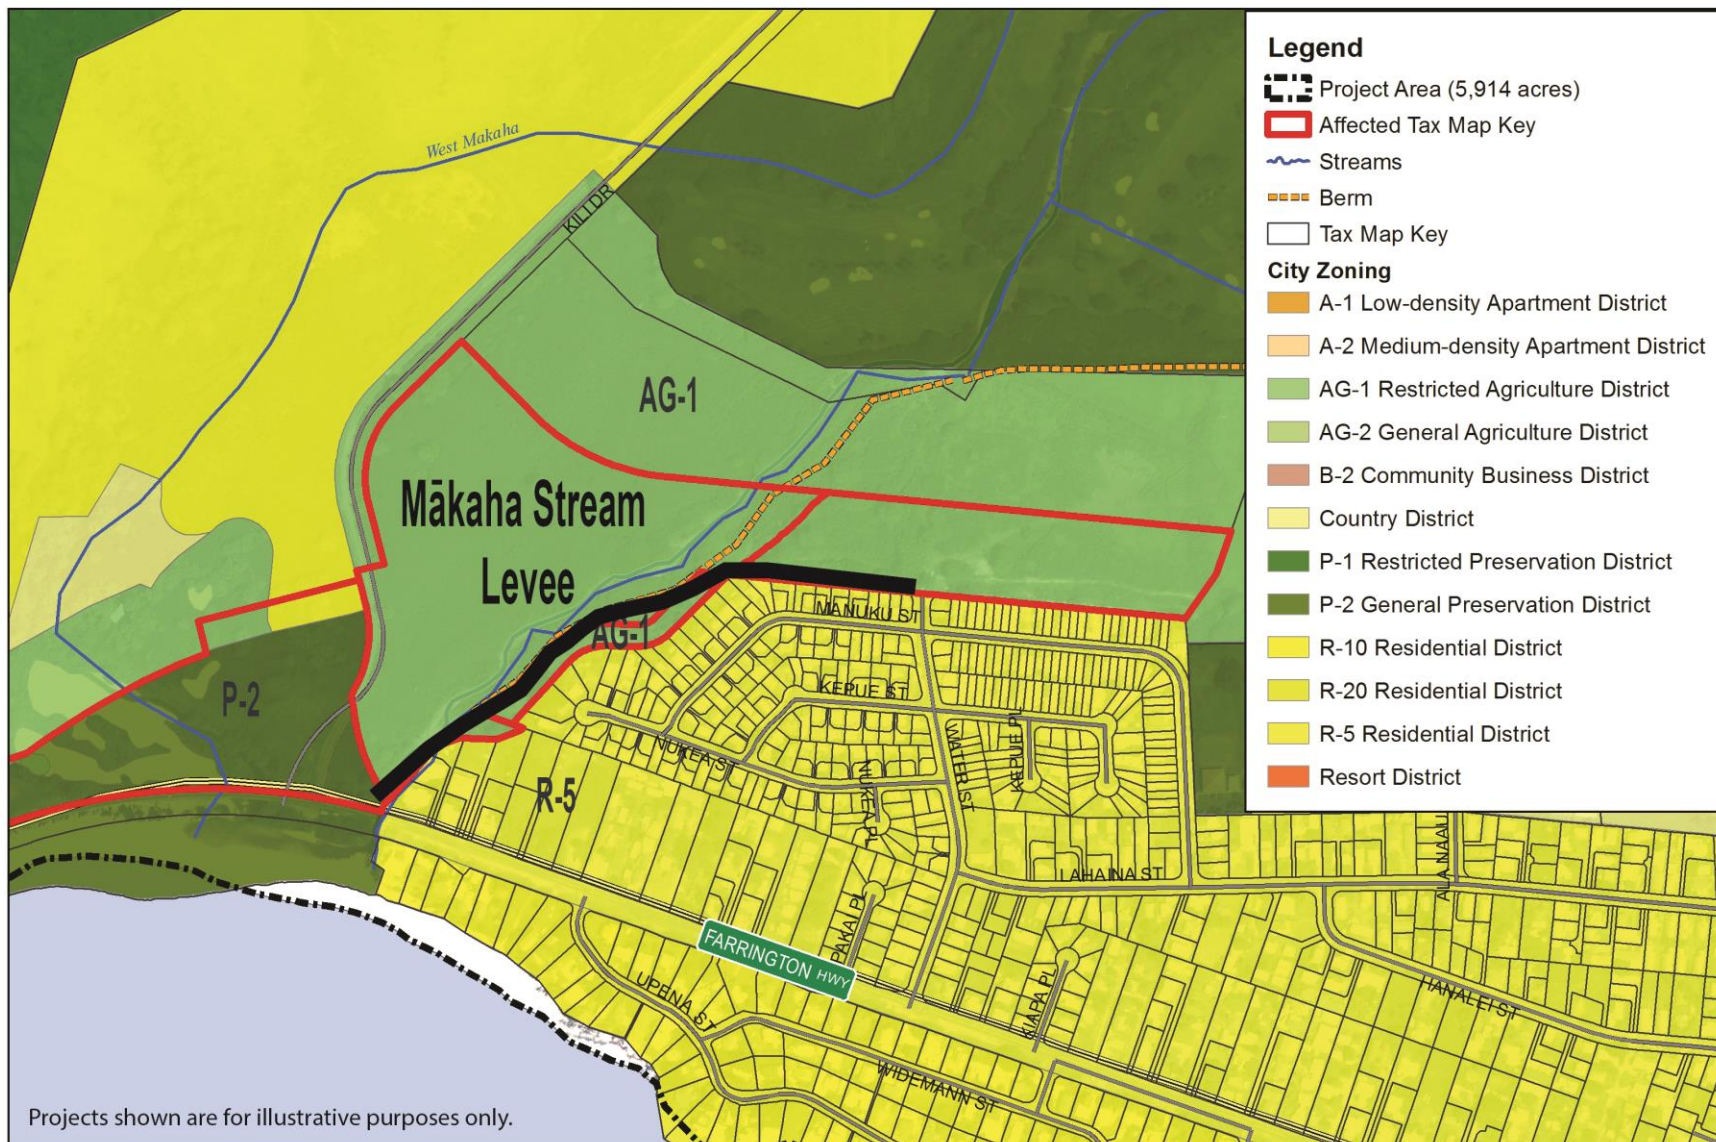 Legend
Project Area (5,914 acres)
Affected Tax Map Key
Streams
Berm
Tax Map Key
City Zoning
A-1 Low-density Apartment District
A-2 Medium-density Apartment District
AG-1 Restricted Agriculture District
AG-2 General Agriculture District
B-2 Community Business District
Country District
P-1 Restricted Preservation District
P-2 General Preservation District
R-10 Residential District
R-20 Residential District
R-5 Residential District
Resort District
West Makaha
KILI DR
AG-1
Mākaha Stream
Levee
AG-1
MANUKU ST
P-2
KEPUE ST
NUKEA ST
WATER ST
KEPUE PL
R-5
NUKEA PL
LAHAINA ST
ALA NAAU
PAKA PL
FARRINGTON HWY
KIAPA PL
UPENA ST
HANALEI ST
WIDEMANN ST
Projects shown are for illustrative purposes only.